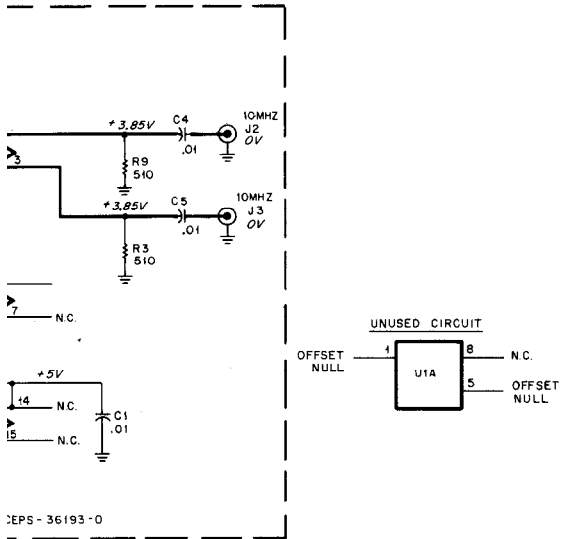 +3.85V
C4
.01
10MHZ
J2
0V
3
R9
510
+3.85V
C5
.01
10MHZ
J3
0V
R3
510
7
N.C.
UNUSED CIRCUIT
OFFSET
NULL
1
U1A
8
N.C.
5
OFFSET
NULL
+5V
14
N.C.
C1
.01
15
N.C.
CEPS-36193-0